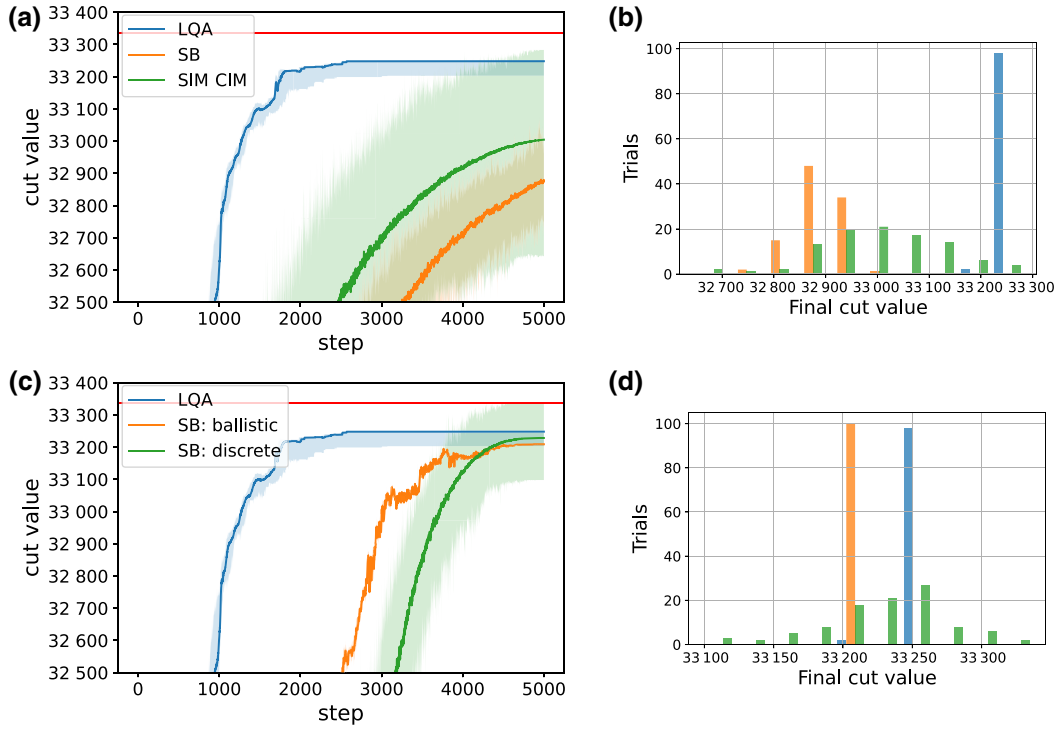 (a)
33 400
33 300
33 200
33 100
33 000
32 900
32 800
32 700
32 600
32 500
cut value
LQA
SB
SIM CIM
0 1000 2000 3000 4000 5000
step
(b)
100
80
60
40
20
0
Trials
32 700 32 800 32 900 33 000 33 100 33 200 33 300
Final cut value
(c)
33 400
33 300
33 200
33 100
33 000
32 900
32 800
32 700
32 600
32 500
cut value
LQA
SB: ballistic
SB: discrete
0 1000 2000 3000 4000 5000
step
(d)
100
80
60
40
20
0
Trials
33 100 33 150 33 200 33 250 33 300
Final cut value